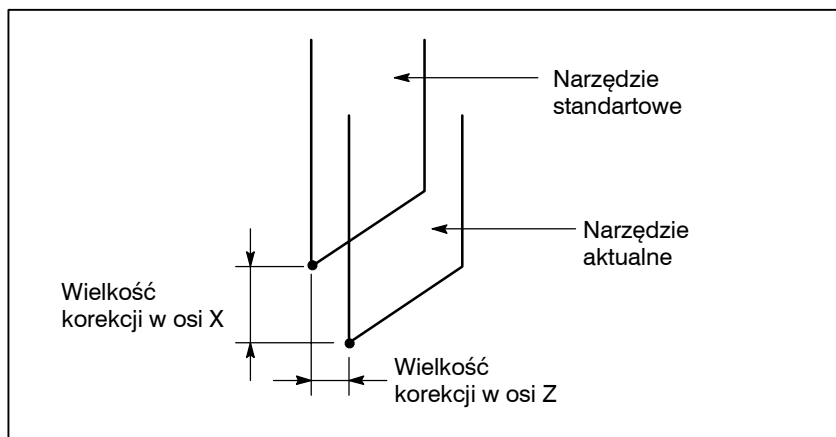 Narzędzie
standartowe
Narzędzie
aktualne
Wielkość
korekcji w osi X
Wielkość
korekcji w osi Z